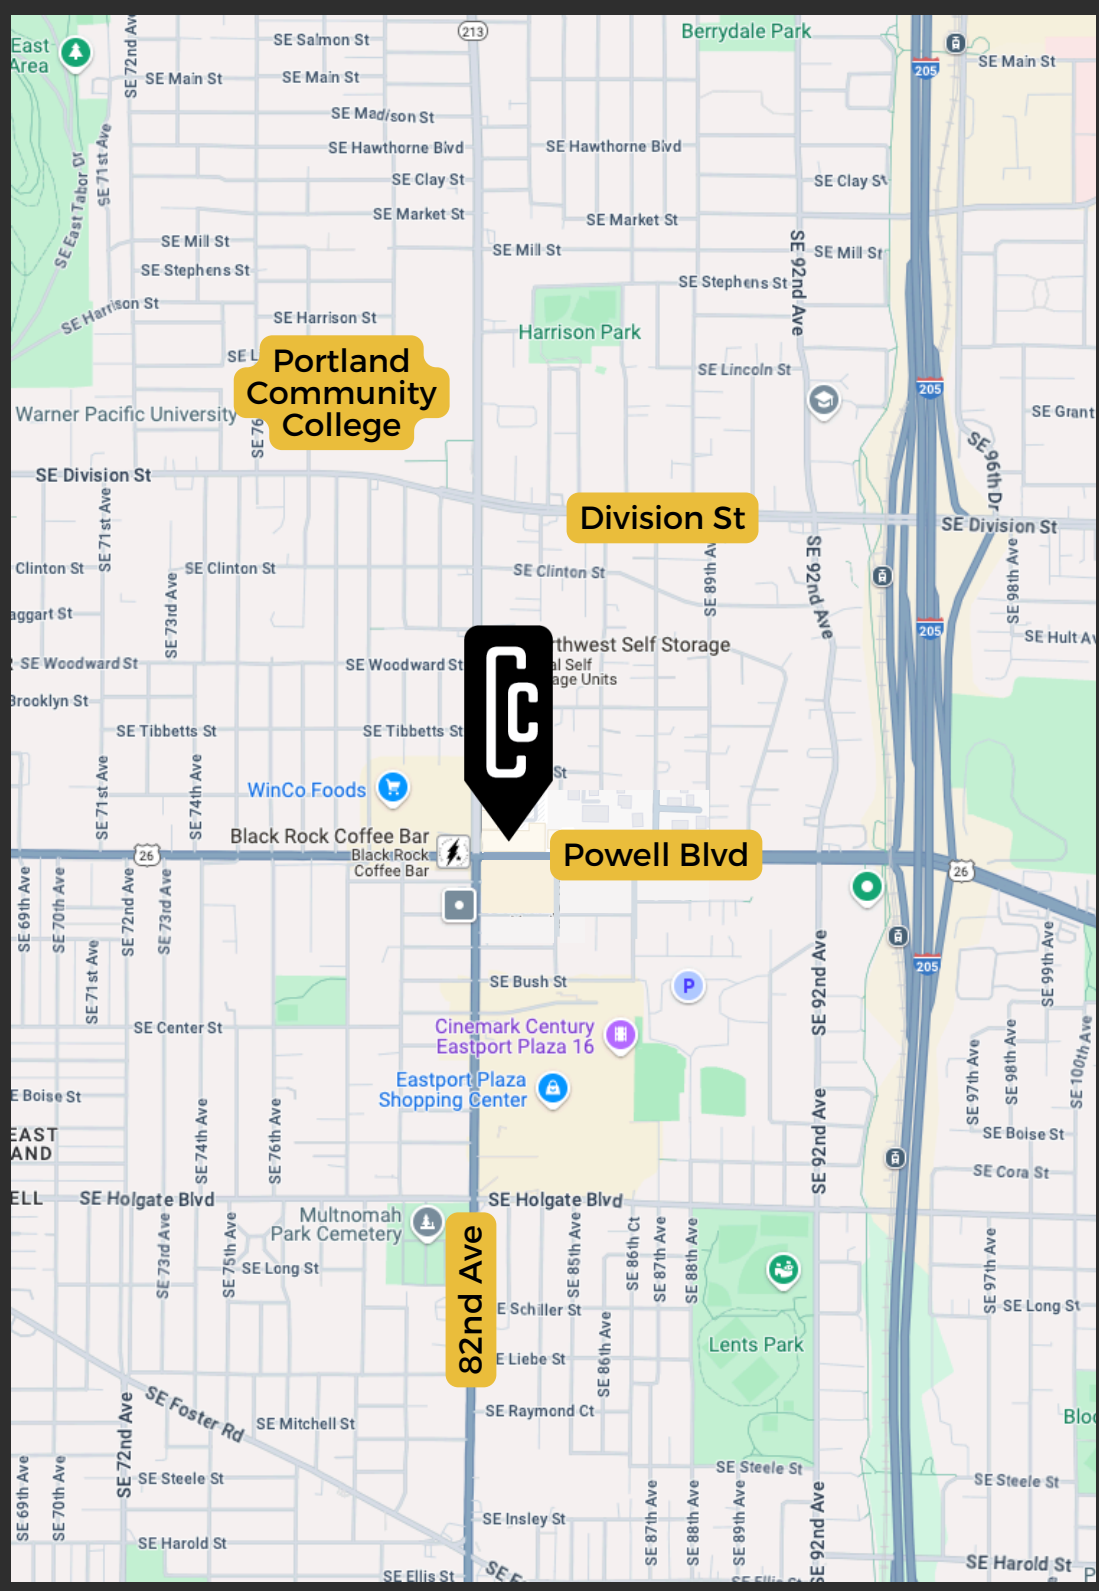 213
Berrydale Park
East
Area
SE 72nd Ave
SE Salmon St
SE Main St
SE Main St
205
SE Main St
SE Madison St
SE Hawthorne Blvd
SE Hawthorne Blvd
SE 71st Ave
SE East Tabor Dr
SE Clay St
SE Clay St
SE Market St
SE Market St
SE Mill St
SE Mill St
SE Mill St
SE 92nd Ave
SE Stephens St
SE Stephens St
SE Harrison St
SE Harrison St
Harrison Park
SE L
Portland
Community
College
SE Lincoln St
205
Warner Pacific University
SE 76
SE Grant
SE 96th Dr
SE Division St
Division St
SE Division St
SE 71st Ave
Clinton St
SE Clinton St
SE Clinton St
SE 89th Av
SE 92nd Ave
SE 98th Ave
SE 73rd Ave
aggart St
205
SE Hult Av
rthwest Self Storage
al Self
age Units
SE Woodward St
SE Woodward St
CC
Brooklyn St
SE Tibbetts St
SE Tibbetts St
St
SE 71st Ave
SE 74th Ave
WinCo Foods
Black Rock Coffee Bar
Black Rock
Coffee Bar
26
Powell Blvd
26
SE 69th Ave
SE 70th Ave
SE 72nd Ave
SE 73rd Ave
SE 71st Ave
SE 92nd Ave
205
SE 99th Ave
SE Bush St
P
SE Center St
Cinemark Century
Eastport Plaza 16
SE 97th Ave
SE 98th Ave
SE 100th Ave
Eastport Plaza
Shopping Center
E Boise St
SE 74th Ave
SE 76th Ave
SE 92nd Ave
EAST
AND
SE Boise St
SE Cora St
ELL
SE Holgate Blvd
SE Holgate Blvd
Multnomah
Park Cemetery
SE 73rd Ave
SE 75th Ave
SE Long St
82nd Ave
SE 85th Ave
SE 86th Ct
SE 87th Ave
SE 88th Ave
SE 97th Ave
SE Long St
E Schiller St
SE 86th Ave
Lents Park
E Liebe St
SE Foster Rd
SE 72nd Ave
SE Mitchell St
SE Raymond Ct
Bloo
SE 69th Ave
SE 70th Ave
SE Steele St
SE Steele St
SE Steele St
SE 87th Ave
SE 88th Ave
SE 89th Ave
SE 92nd Ave
SE Insley St
SE Harold St
SE Harold St
SE Ellis St
SE F
SE Ellis St
P